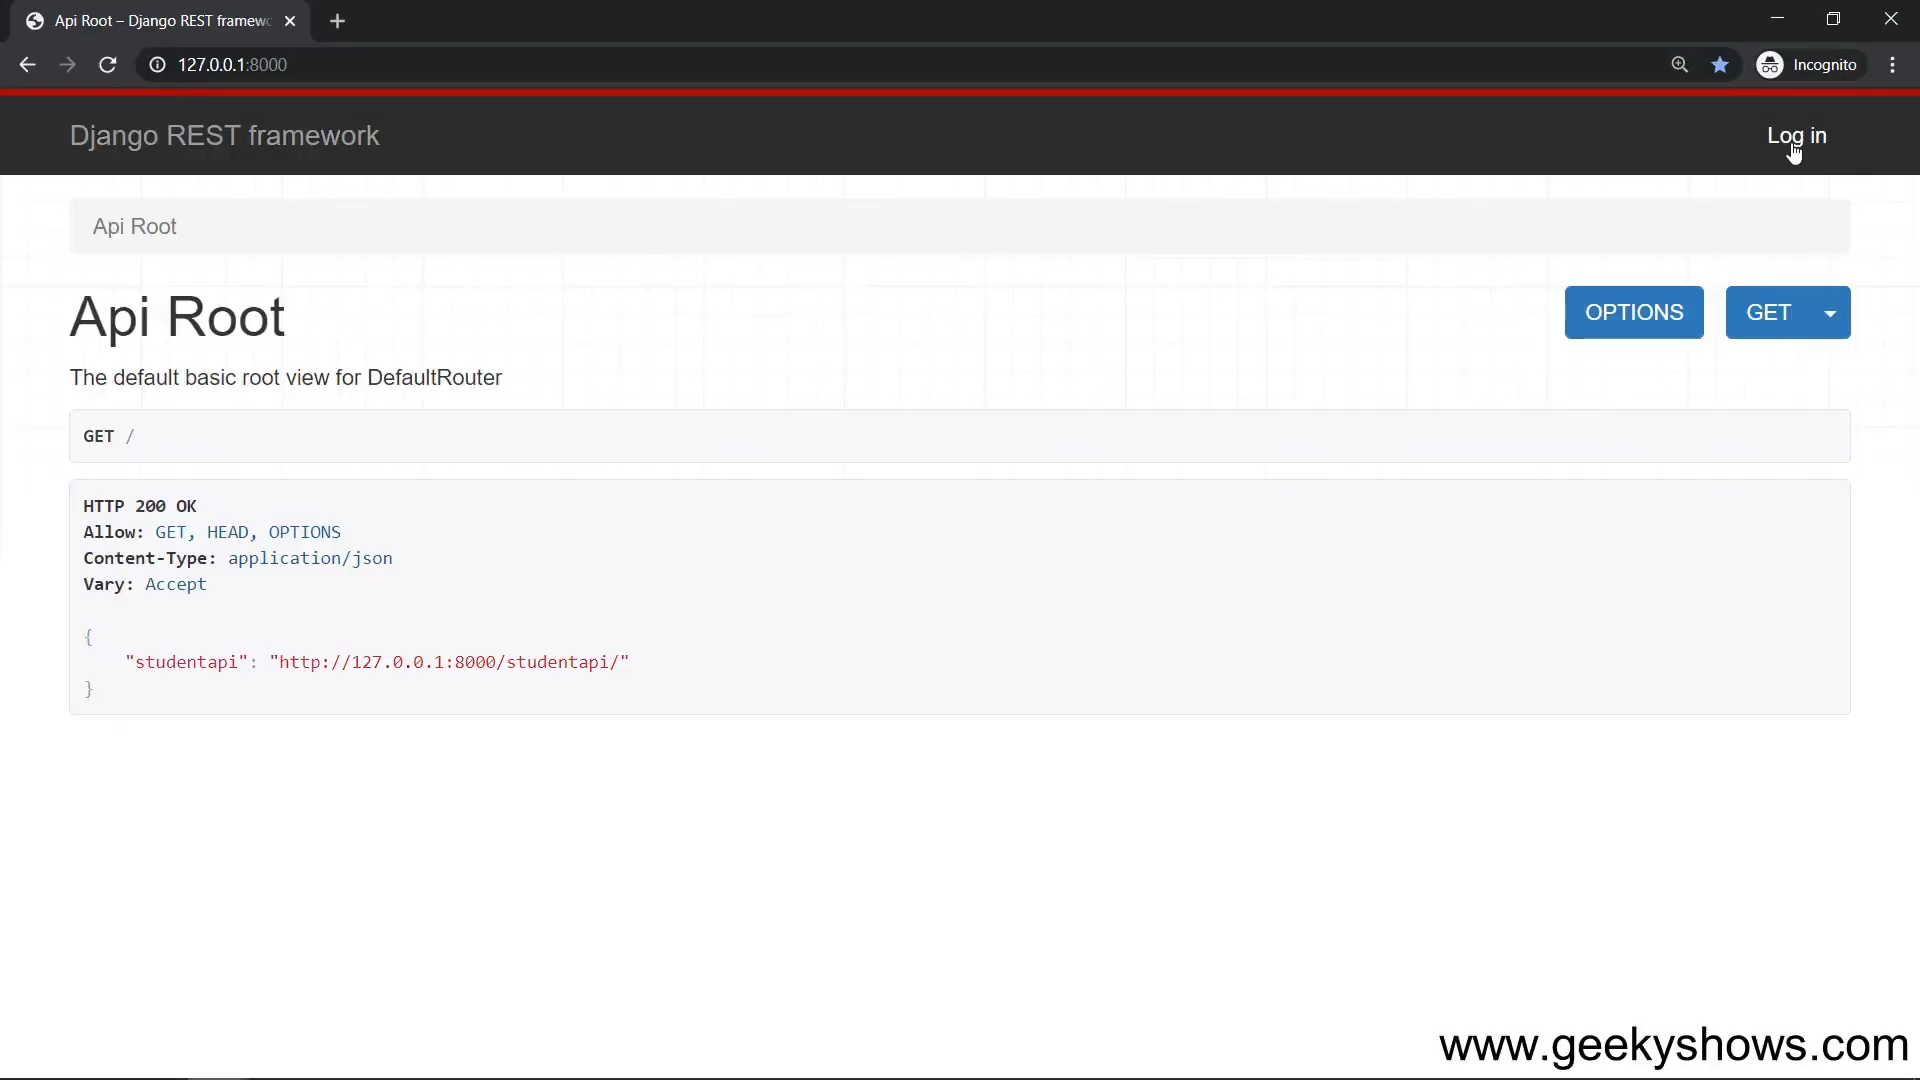 Api Root – Django REST framewo
127.0.0.1:8000
Incognito
Django REST framework
Log in
Api Root
Api Root
OPTIONS
GET
The default basic root view for DefaultRouter
GET /
HTTP 200 OK
Allow: GET, HEAD, OPTIONS
Content-Type: application/json
Vary: Accept
{
"studentapi": "http://127.0.0.1:8000/studentapi/"
}
www.geekyshows.com